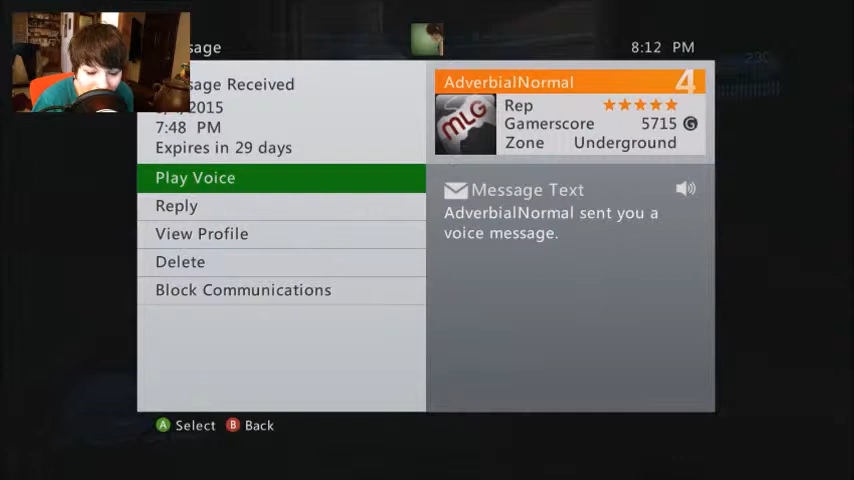 sage
8:12 PM
sage Received
2015
7:48 PM
Expires in 29 days
Play Voice
Reply
View Profile
Delete
Block Communications
AdverbialNormal 4
MLG
Rep
Gamerscore 5715 G
Zone Underground
Message Text
AdverbialNormal sent you a
voice message.
A Select B Back